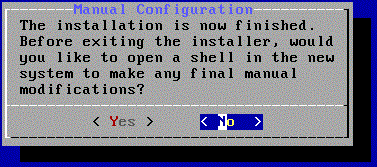 Manual Configuration
The installation is now finished.
Before exiting the installer, would
you like to open a shell in the new
system to make any final manual
modifications?
< Yes > < No >